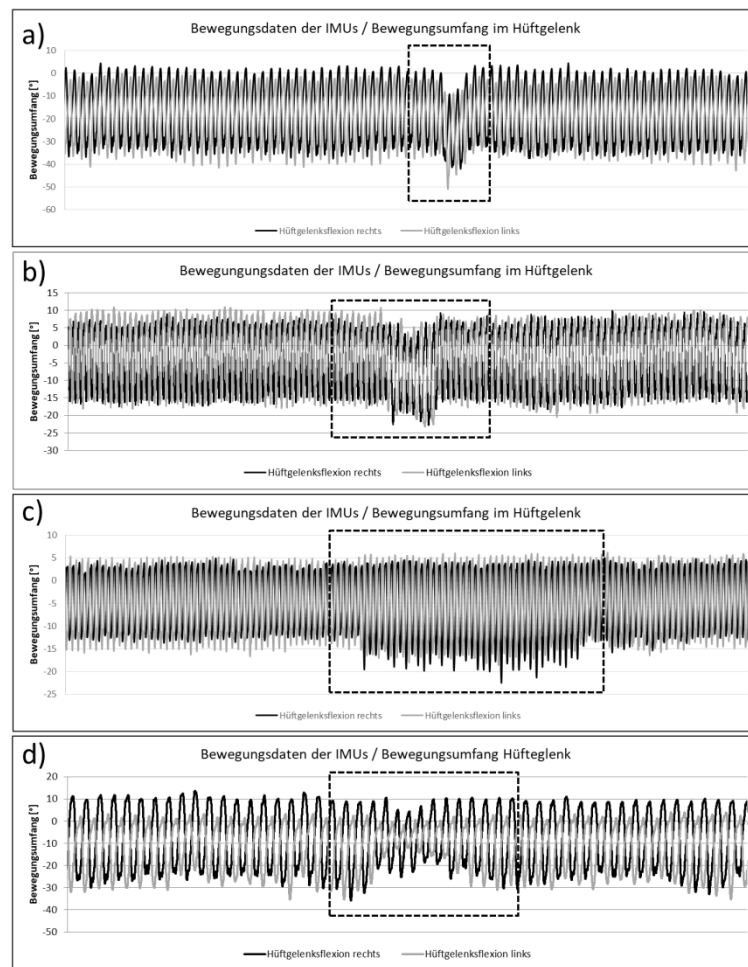 a)
Bewegungsdaten der IMUs / Bewegungsumfang im Hüftgelenk
Bewegungsumfang [°]
10
0
-10
-20
-30
-40
-50
-60
Hüftgelenksflexion rechts Hüftgelenksflexion links
b)
Bewegungungsdaten der IMUs / Bewegungsumfang im Hüftgelenk
Bewegungsumfang [°]
15
10
5
0
-5
-10
-15
-20
-25
-30
Hüftgelenksflexion rechts Hüftgelenksflexion links
c)
Bewegungsdaten der IMUs / Bewegungsumfang im Hüftgelenk
Bewegungsumfang [°]
10
5
0
-5
-10
-15
-20
-25
Hüftgelenksflexion rechts Hüftgelenksflexion links
d)
Bewegungsdaten der IMUs / Bewegungsumfang Hüfteglenk
Bewegungsumfang [°]
20
10
0
-10
-20
-30
-40
-50
Hüftgelenksflexion rechts Hüftgelenksflexion links